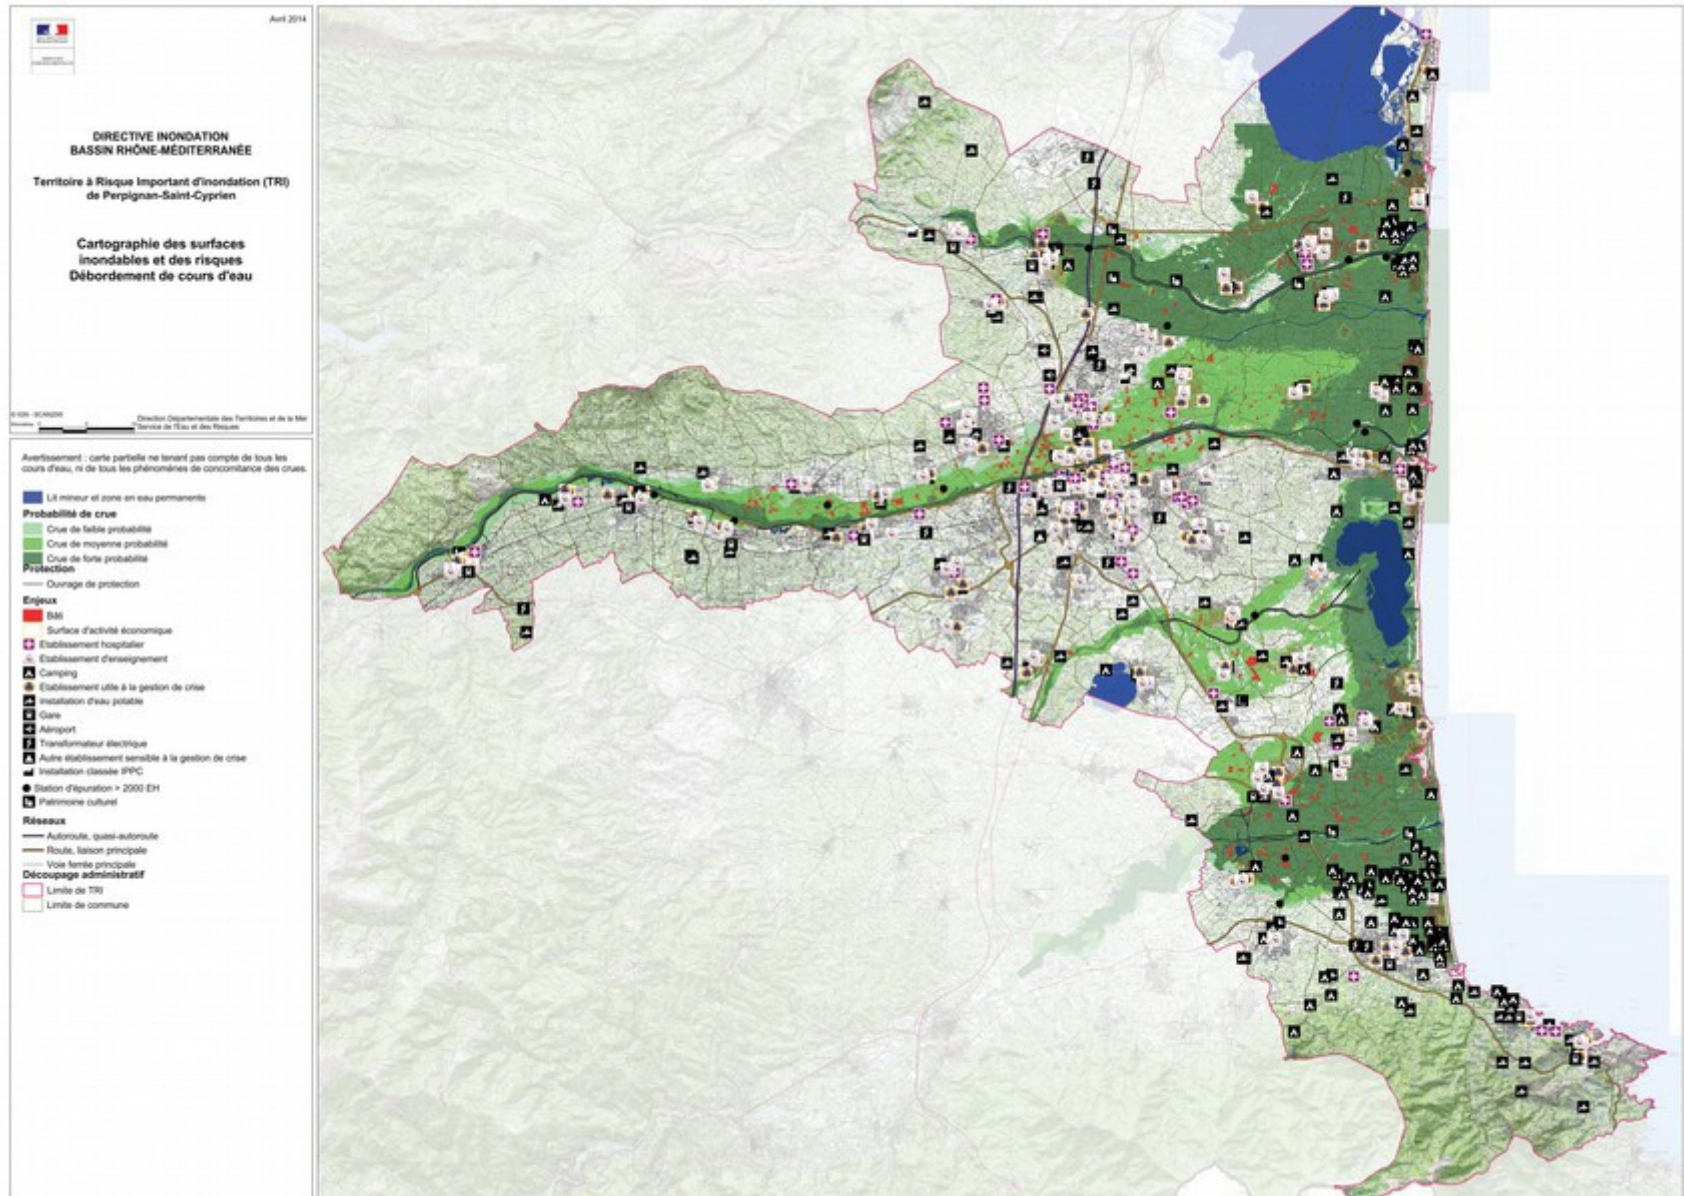 Avril 2014
DIRECTIVE INONDATION
BASSIN RHÔNE-MÉDITERRANÉE
Territoire à Risque Important d'inondation (TRI)
de Perpignan-Saint-Cyprien
Cartographie des surfaces
inondables et des risques
Débordement de cours d'eau
Direction Départementale des Territoires et de la Mer
Service de l'Eau et des Risques
Avertissement : carte partielle ne tenant pas compte de tous les
cours d'eau, ni de tous les phénomènes de concomitance des crues.
Lit mineur et zone en eau permanente
Probabilité de crue
Crue de faible probabilité
Crue de moyenne probabilité
Crue de forte probabilité
Protection
Ouvrage de protection
Enjeux
Bâti
Surface d'activité économique
Etablissement hospitalier
Etablissement d'enseignement
Camping
Etablissement utile à la gestion de crise
Installation d'eau potable
Gare
Aéroport
Transformateur électrique
Autre établissement sensible à la gestion de crise
Installation classée IPPC
Station d'épuration > 2000 EH
Patrimoine culturel
Réseaux
Autoroute, quasi-autoroute
Route, liaison principale
Voie ferrée principale
Découpage administratif
Limite de TRI
Limite de commune